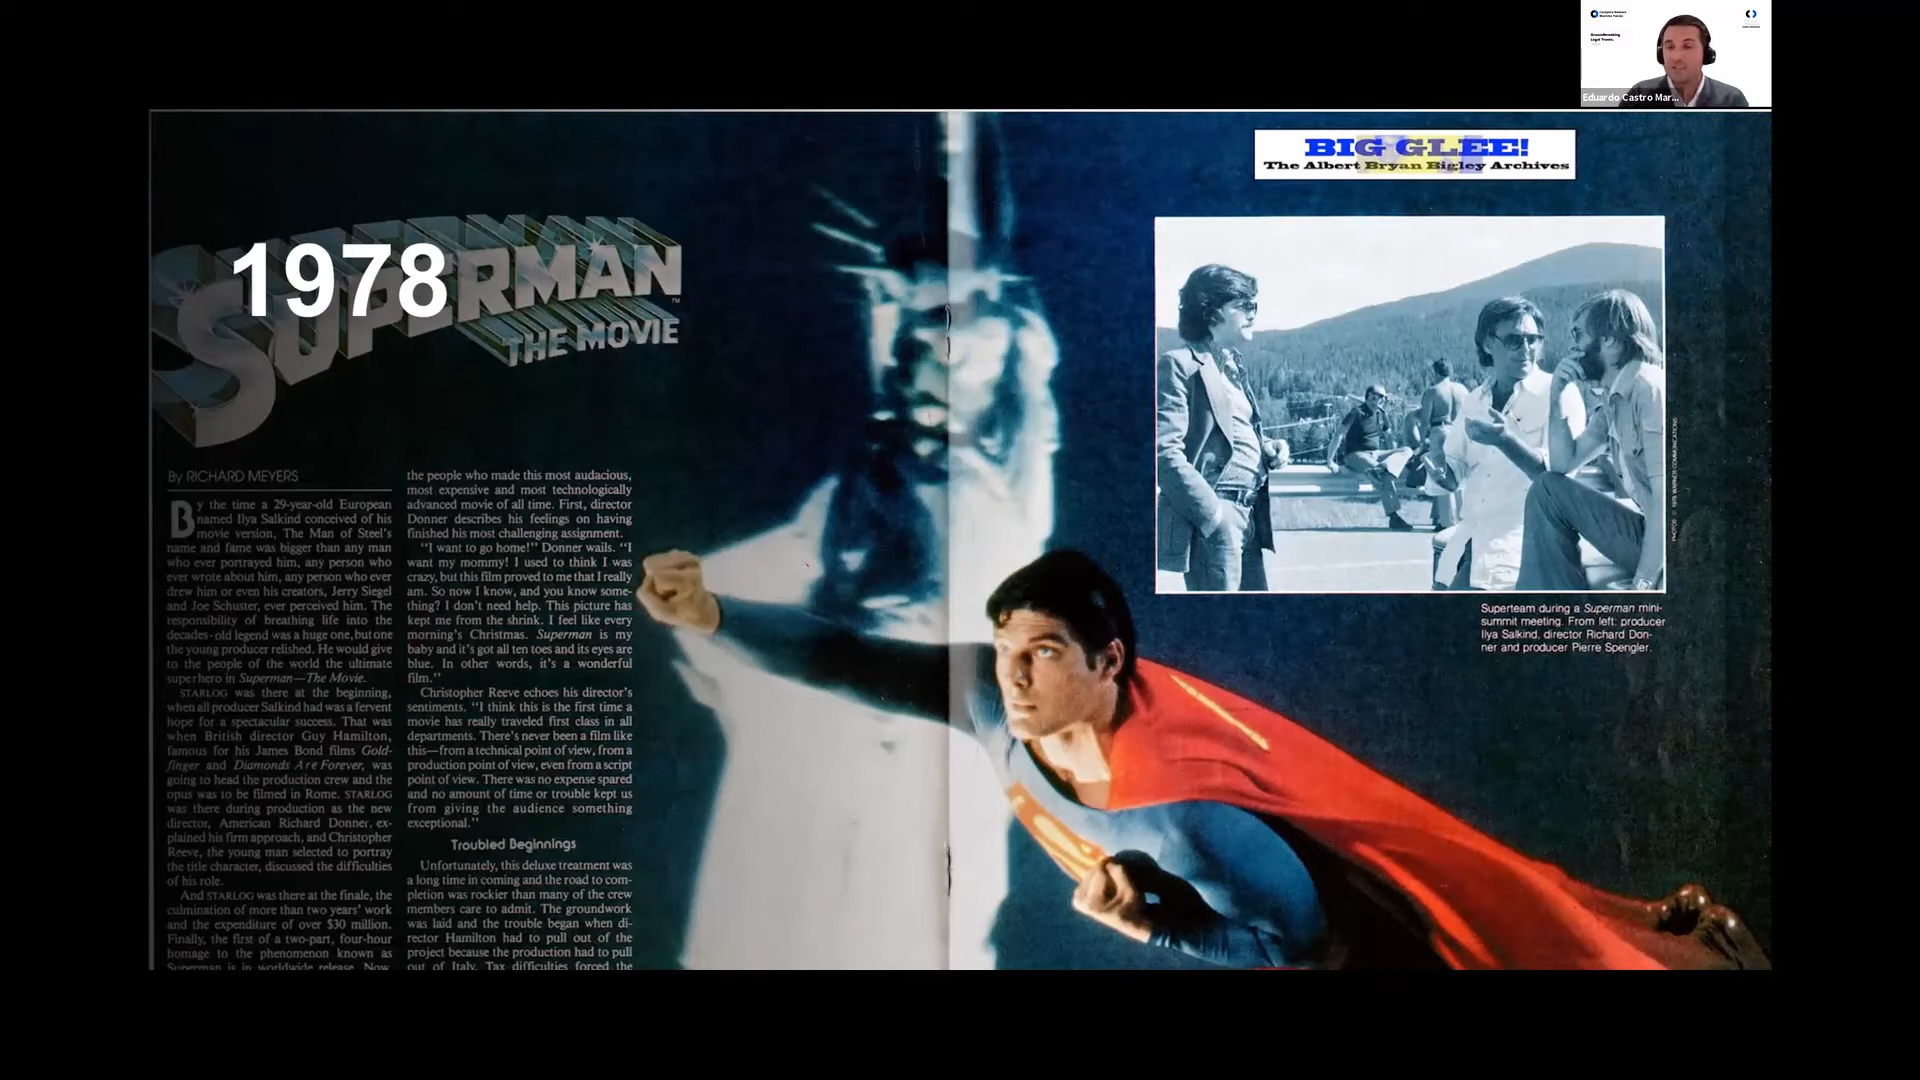 Eduardo Castro Mar...
BIG GLEE!
The Albert Bryan Bigley Archives
1978
SUPERMAN
THE MOVIE
By RICHARD MEYERS
By the time a 29-year-old European
named Ilya Salkind conceived of his
movie version, The Man of Steel's
name and fame was bigger than any man
who ever portrayed him, any person who
ever wrote about him, any person who ever
drew him or even his creators, Jerry Siegel
and Joe Schuster, ever perceived him. The
responsibility of breathing life into the
decades-old legend was a huge one, but one
the young producer relished. He would give
to the people of the world the ultimate
superhero in Superman—The Movie.
STARLOG was there at the beginning,
when all producer Salkind had was a fervent
hope for a spectacular success. That was
when British director Guy Hamilton,
famous for his James Bond films Gold-
finger and Diamonds Are Forever, was
going to head the production crew and the
opus was to be filmed in Rome. STARLOG
was there during production as the new
director, American Richard Donner, ex-
plained his firm approach, and Christopher
Reeve, the young man selected to portray
the title character, discussed the difficulties
of his role.
And STARLOG was there at the finale, the
culmination of more than two years' work
and the expenditure of over $30 million.
Finally, the first of a two-part, four-hour
homage to the phenomenon known as
Superman is in worldwide release. Now,
the people who made this most audacious,
most expensive and most technologically
advanced movie of all time. First, director
Donner describes his feelings on having
finished his most challenging assignment.
"I want to go home!" Donner wails. "I
want my mommy! I used to think I was
crazy, but this film proved to me that I really
am. So now I know, and you know some-
thing? I don't need help. This picture has
kept me from the shrink. I feel like every
morning's Christmas. Superman is my
baby and it's got all ten toes and its eyes are
blue. In other words, it's a wonderful
film."
Christopher Reeve echoes his director's
sentiments. "I think this is the first time a
movie has really traveled first class in all
departments. There's never been a film like
this—from a technical point of view, from a
production point of view, even from a script
point of view. There was no expense spared
and no amount of time or trouble kept us
from giving the audience something
exceptional."
Troubled Beginnings
Unfortunately, this deluxe treatment was
a long time in coming and the road to com-
pletion was rockier than many of the crew
members care to admit. The groundwork
was laid and the trouble began when di-
rector Hamilton had to pull out of the
project because the production had to pull
out of Italy. Tax difficulties forced the
Superteam during a Superman mini-
summit meeting. From left: producer
Ilya Salkind, director Richard Don-
ner and producer Pierre Spengler.
PHOTOS: © 1978 WARNER COMMUNICATIONS